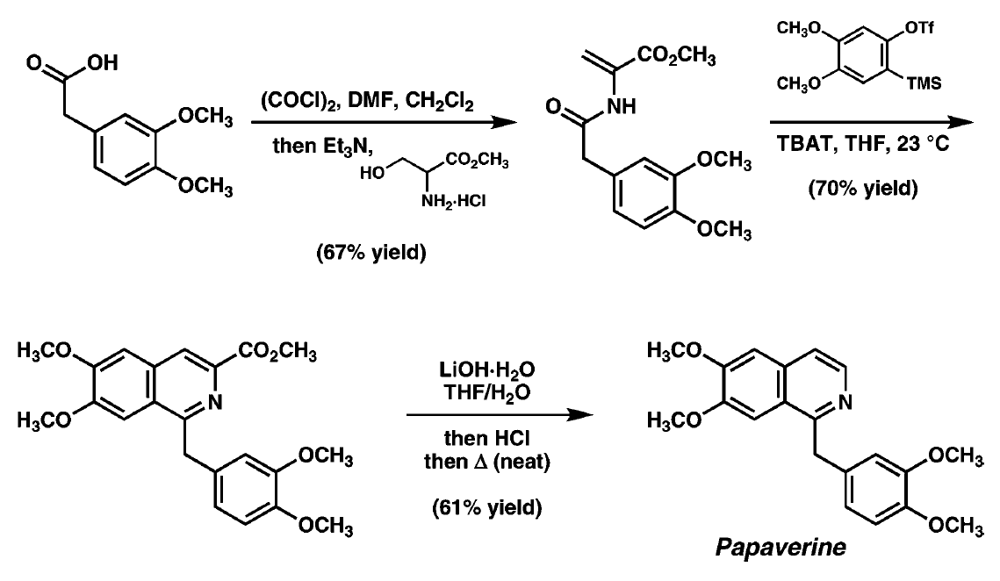 O OH
OCH3
OCH3
(COCl)2, DMF, CH2Cl2
then Et3N,
HO CO2CH3
NH2·HCl
(67% yield)
CO2CH3
O NH
OCH3
OCH3
CH3O OTf
CH3O TMS
TBAT, THF, 23 °C
(70% yield)
H3CO CO2CH3
H3CO N
OCH3
OCH3
LiOH·H2O
THF/H2O
then HCl
then Δ (neat)
(61% yield)
H3CO
H3CO N
OCH3
OCH3
Papaverine